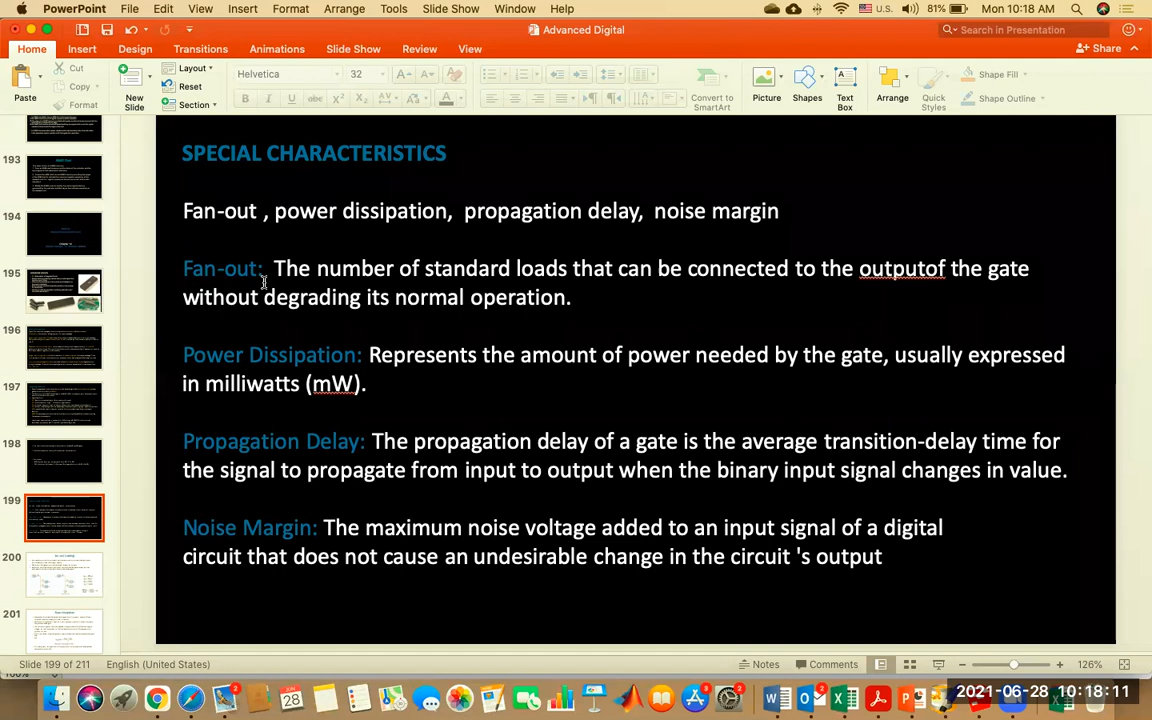 PowerPoint File Edit View Insert Format Arrange Tools Slide Show Window Help U.S. 81% Mon 10:18 AM
Advanced Digital Search in Presentation
Home Insert Design Transitions Animations Slide Show Review View Share
Paste Cut Copy Format New Slide Layout Reset Section Helvetica 32 Convert to SmartArt Picture Shapes Text Box Arrange Quick Styles Shape Fill Shape Outline
193
194
195
196
197
198
199
200
201
SPECIAL CHARACTERISTICS
Fan-out , power dissipation, propagation delay, noise margin
Fan-out: The number of standard loads that can be connected to the outputof the gate
without degrading its normal operation.
Power Dissipation: Represents the amount of power needed by the gate, usually expressed
in milliwatts (mW).
Propagation Delay: The propagation delay of a gate is the average transition-delay time for
the signal to propagate from input to output when the binary input signal changes in value.
Noise Margin: The maximum noise voltage added to an input signal of a digital
circuit that does not cause an undesirable change in the circuit 's output
Slide 199 of 211 English (United States) Notes Comments 126%
2021-06-28 10:18:11